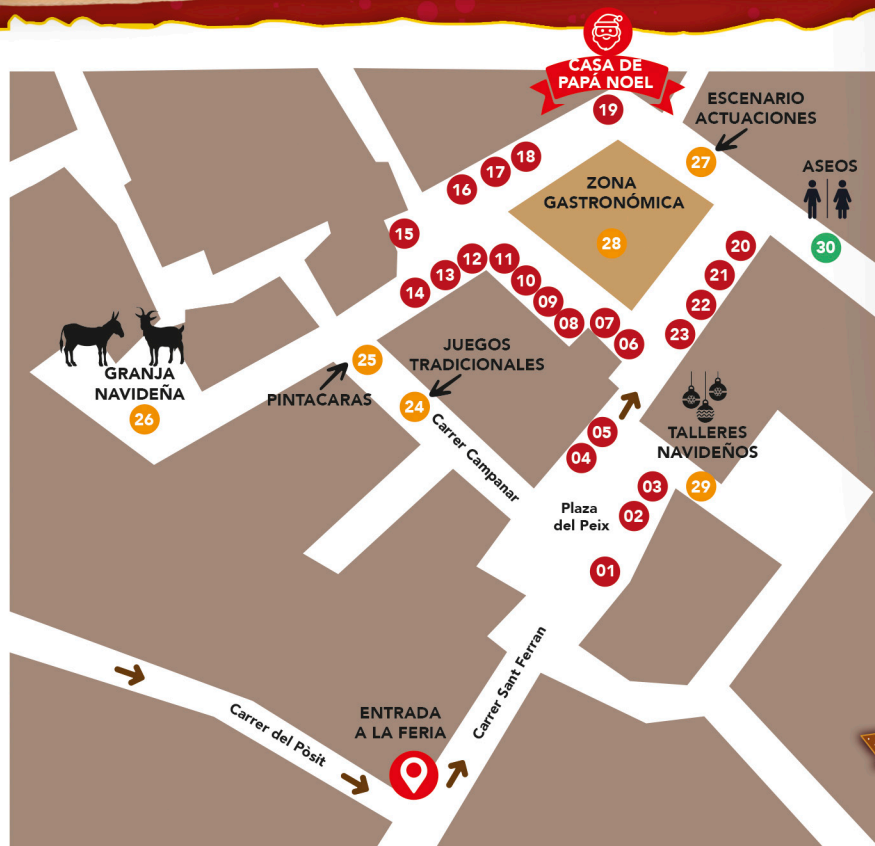 CASA DE
PAPÁ NOEL
19
ESCENARIO
ACTUACIONES
27
ASEOS
30
18
17
16
15
ZONA
GASTRONÓMICA
28
20
21
22
23
14
13
12
11
10
09
08
07
06
GRANJA
NAVIDEÑA
26
25
PINTACARAS
JUEGOS
TRADICIONALES
24
Carrer Campanar
05
04
TALLERES
NAVIDEÑOS
29
03
02
Plaza
del Peix
01
Carrer Sant Ferran
Carrer del Pòsit
ENTRADA
A LA FERIA